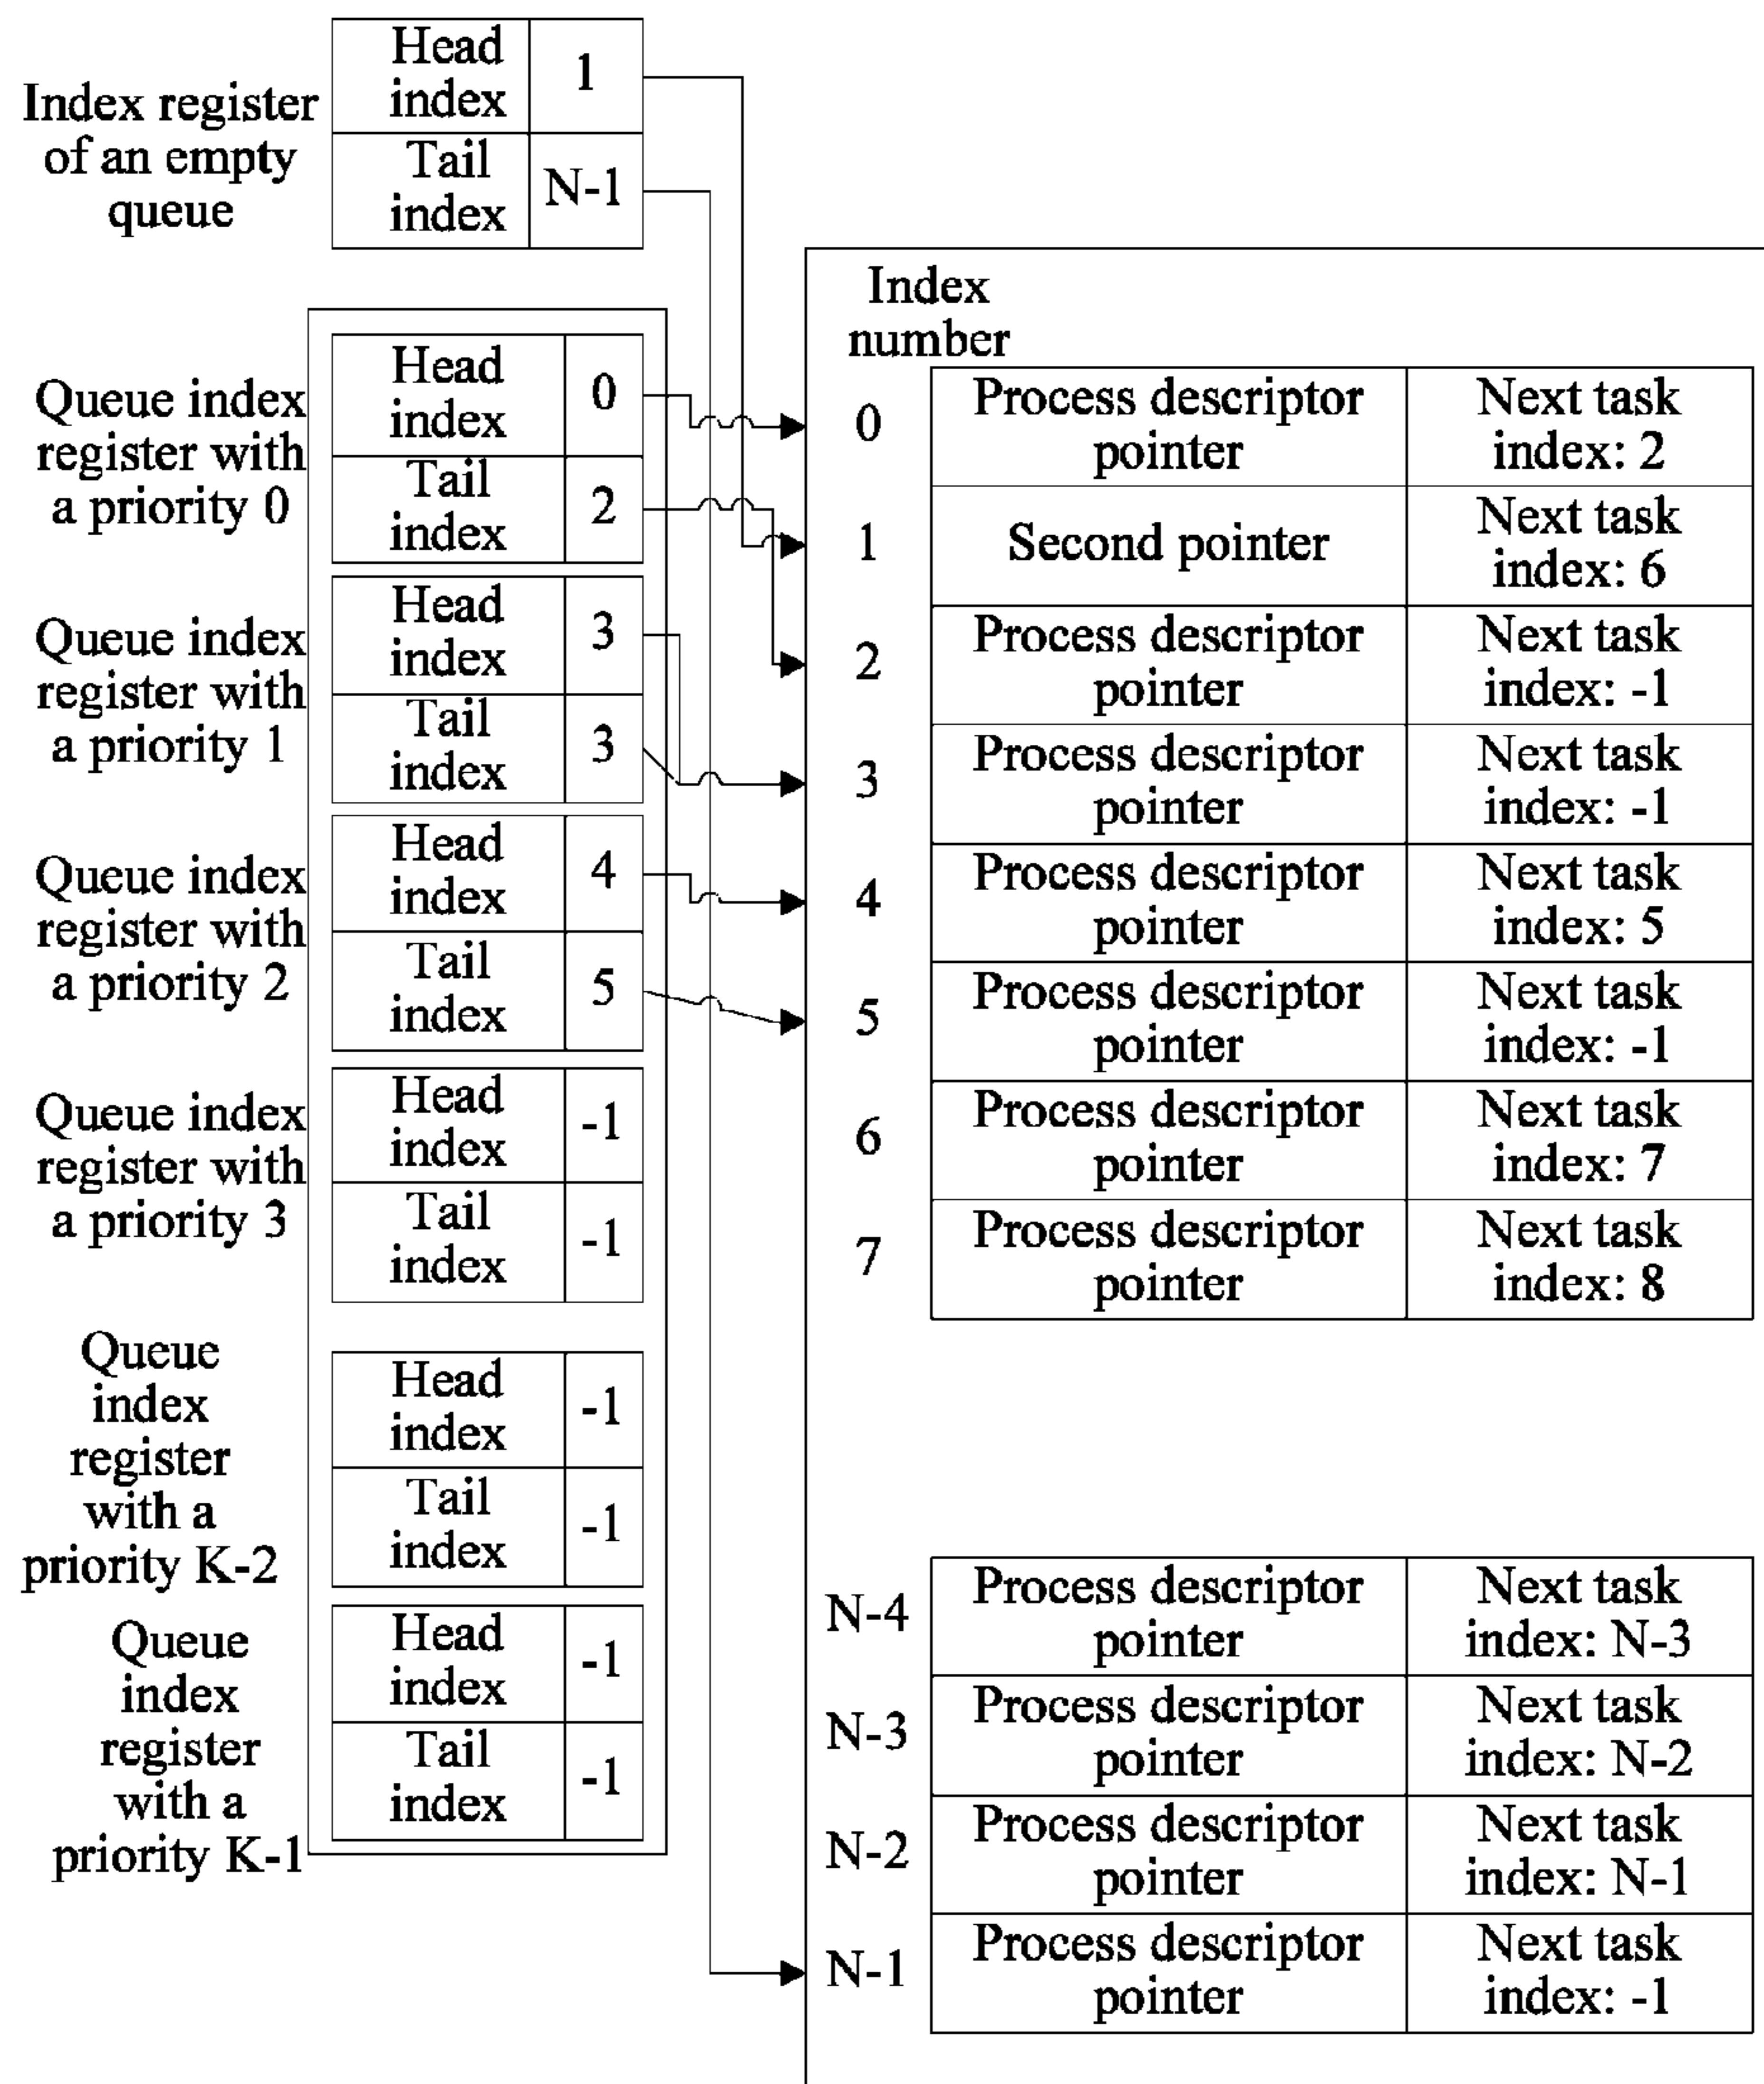 Index register
of an empty
queue
Head
index
1
Tail
index
N-1
Queue index
register with
a priority 0
Head
index
0
Tail
index
2
Queue index
register with
a priority 1
Head
index
3
Tail
index
3
Queue index
register with
a priority 2
Head
index
4
Tail
index
5
Queue index
register with
a priority 3
Head
index
-1
Tail
index
-1
Queue
index
register
with a
priority K-2
Head
index
-1
Tail
index
-1
Queue
index
register
with a
priority K-1
Head
index
-1
Tail
index
-1
Index
number
0
Process descriptor
pointer
Next task
index: 2
1
Second pointer
Next task
index: 6
2
Process descriptor
pointer
Next task
index: -1
3
Process descriptor
pointer
Next task
index: -1
4
Process descriptor
pointer
Next task
index: 5
5
Process descriptor
pointer
Next task
index: -1
6
Process descriptor
pointer
Next task
index: 7
7
Process descriptor
pointer
Next task
index: 8
N-4
Process descriptor
pointer
Next task
index: N-3
N-3
Process descriptor
pointer
Next task
index: N-2
N-2
Process descriptor
pointer
Next task
index: N-1
N-1
Process descriptor
pointer
Next task
index: -1